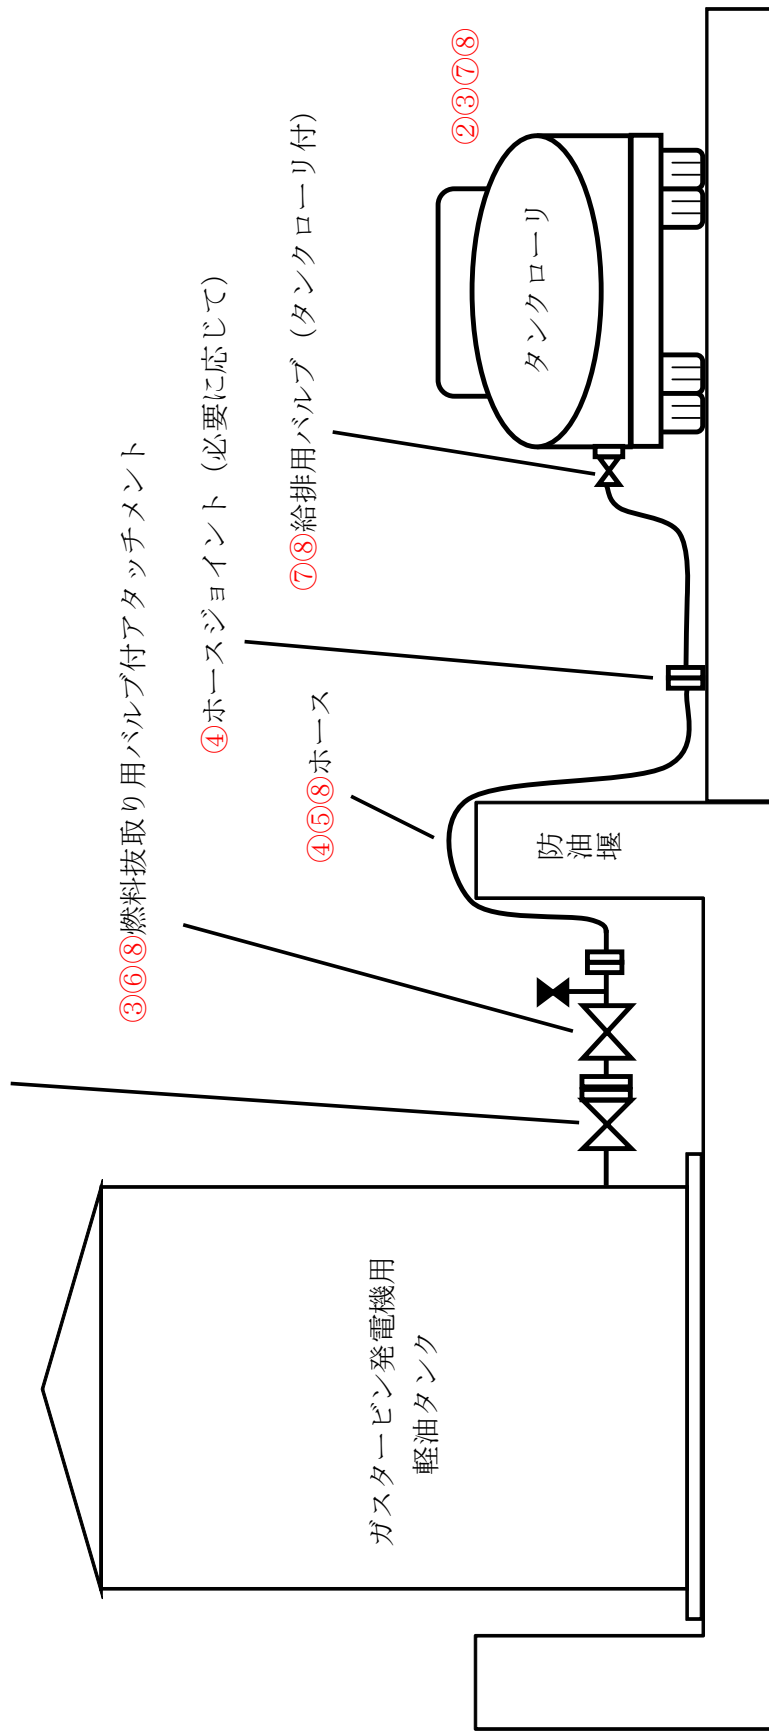 ③⑥⑧燃料抜取り用バルブ付アタッチメント
④ホースジョイント（必要に応じて）
⑦⑧給排用バルブ（タンクローリ付）
④⑤⑧ホース
②③⑦⑧
タンクローリ
防油堰
ガスタービン発電機用
軽油タンク